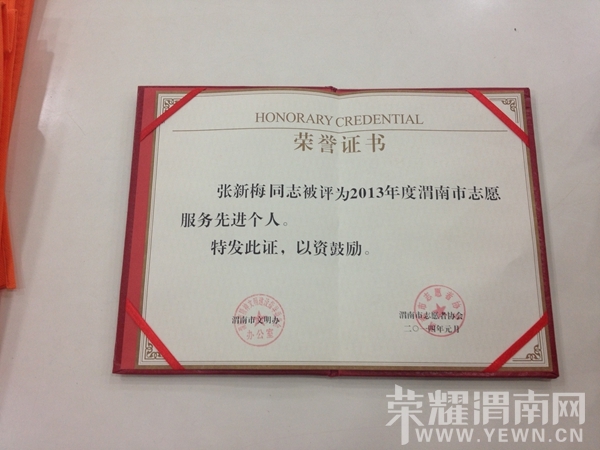 HONORARY CREDENTIAL
荣誉证书
张新梅同志被评为2013年度渭南市志愿
服务先进个人。
特发此证，以资鼓励。
渭南市文明办
办公室
渭南市志愿者协会
二〇一四年元月
荣耀渭南网
WWW.YEWN.CN